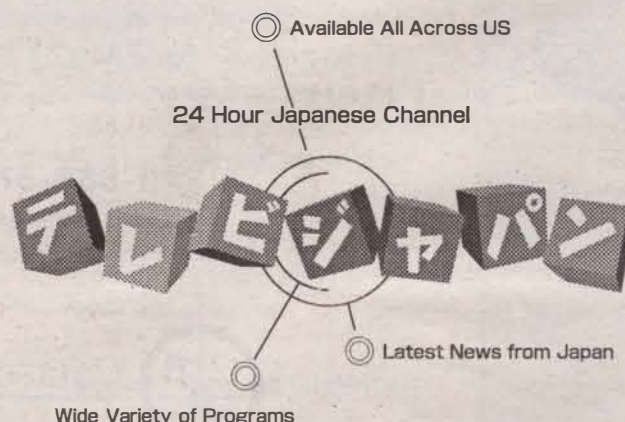 Available All Across US
24 Hour Japanese Channel
テレビジャパン
Latest News from Japan
Wide Variety of Programs